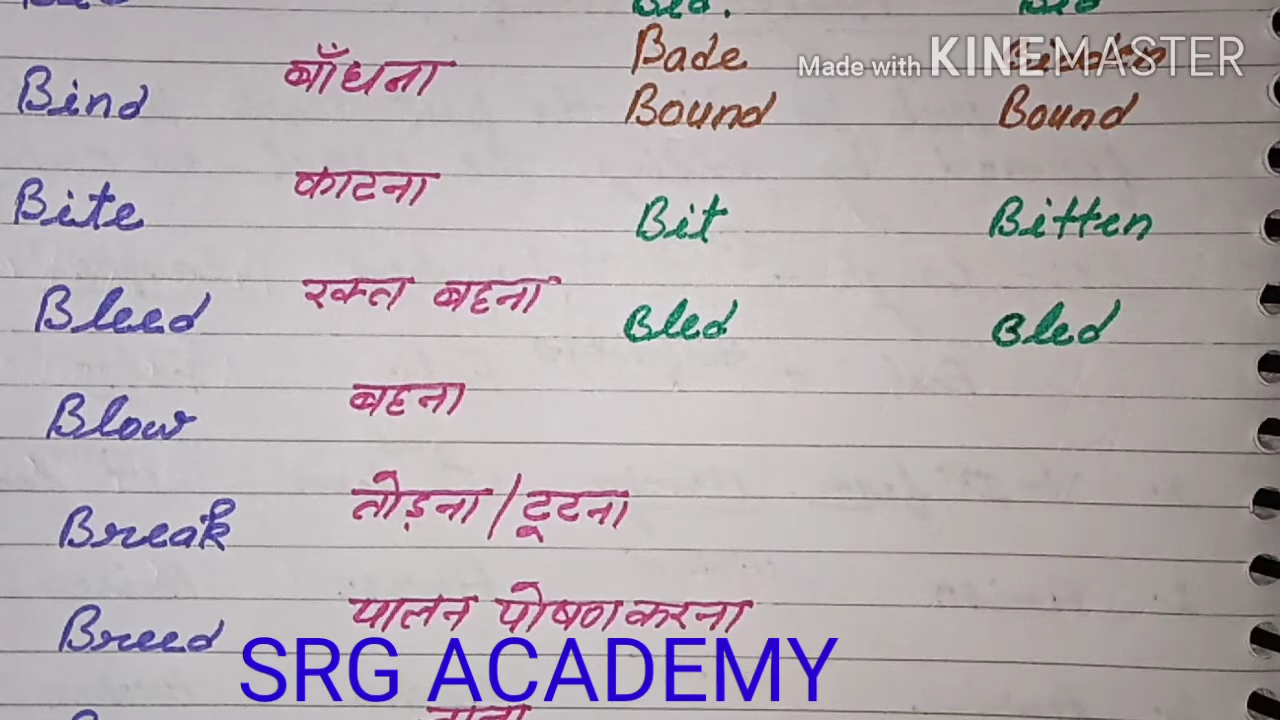 Bade
Made with KINEMASTER
Bind बाँधना Bound Bound
Bite काटना Bit Bitten
Bleed रक्त बहना Bled Bled
Blow बहना
Break तोड़ना/टूटना
Breed पालन पोषण करना
SRG ACADEMY